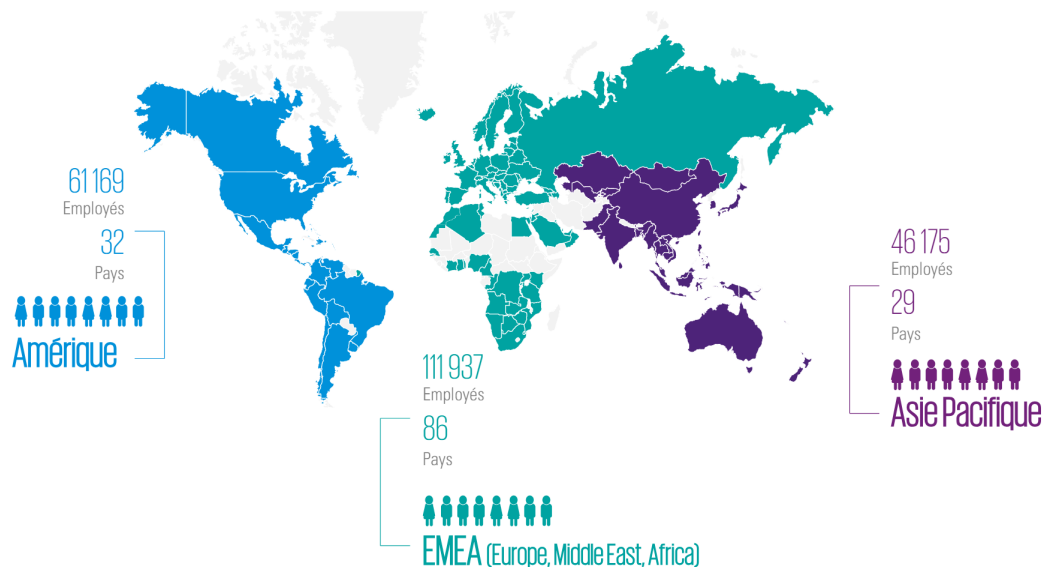 61 169
Employés
32
Pays
Amérique
111 937
Employés
86
Pays
EMEA (Europe, Middle East, Africa)
46 175
Employés
29
Pays
Asie Pacifique